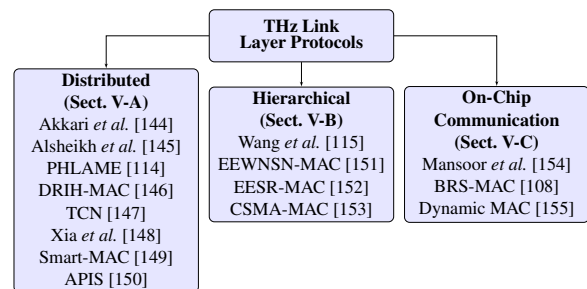 THz Link
Layer Protocols
Distributed
(Sect. V-A)
Akkari et al. [144]
Alsheikh et al. [145]
PHLAME [114]
DRIH-MAC [146]
TCN [147]
Xia et al. [148]
Smart-MAC [149]
APIS [150]
Hierarchical
(Sect. V-B)
Wang et al. [115]
EEWNSN-MAC [151]
EESR-MAC [152]
CSMA-MAC [153]
On-Chip
Communication
(Sect. V-C)
Mansoor et al. [154]
BRS-MAC [108]
Dynamic MAC [155]